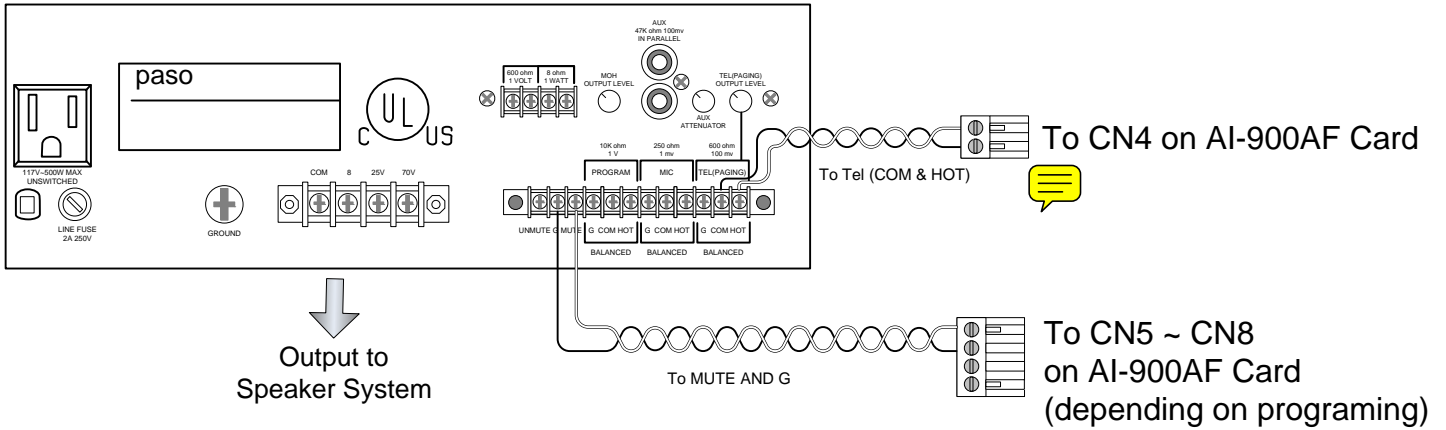 paso
C UL US
117V~500W MAX
UNSWITCHED
LINE FUSE
2A 250V
GROUND
COM 8 25V 70V
600 ohm
1 VOLT
8 ohm
1 WATT
MOH
OUTPUT LEVEL
AUX
47K ohm 100mv
IN PARALLEL
AUX
ATTENUATOR
TEL(PAGING)
OUTPUT LEVEL
10K ohm
1 V
PROGRAM
250 ohm
1 mv
MIC
600 ohm
100 mv
TEL(PAGING)
UNMUTE G MUTE
G COM HOT
BALANCED
G COM HOT
BALANCED
G COM HOT
BALANCED
To Tel (COM & HOT)
To CN4 on AI-900AF Card
Output to
Speaker System
To MUTE AND G
To CN5 ~ CN8
on AI-900AF Card
(depending on programing)